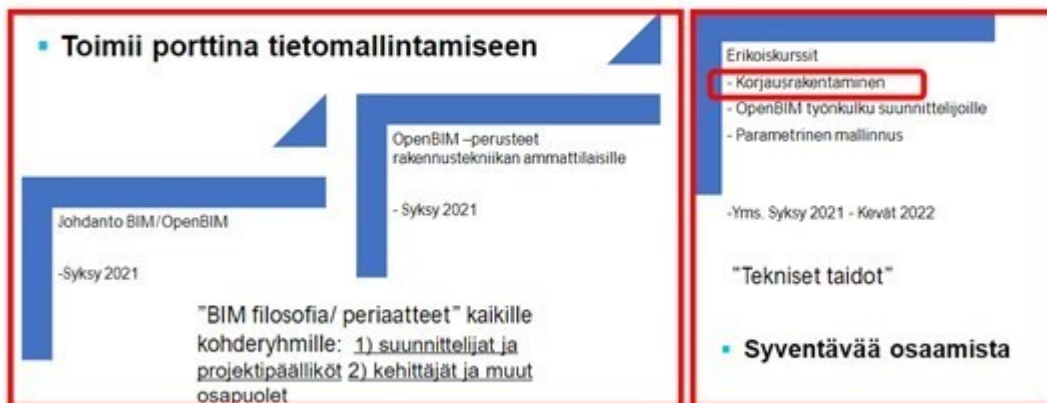 ▪ Toimii porttina tietomallintamiseen
OpenBIM –perusteet
rakennustekniikan ammattilaisille
- Syksy 2021
Johdanto BIM/OpenBIM
-Syksy 2021
"BIM filosofia/ periaatteet" kaikille
kohderyhmille: 1) suunnittelijat ja
projektipäälliköt 2) kehittäjät ja muut
osapuolet
Erikoiskurssit
- Korjausrakentaminen
- OpenBIM työnkulku suunnittelijoille
- Parametrinen mallinnus
-Yms. Syksy 2021 - Kevät 2022
"Tekniset taidot"
▪ Syventävää osaamista